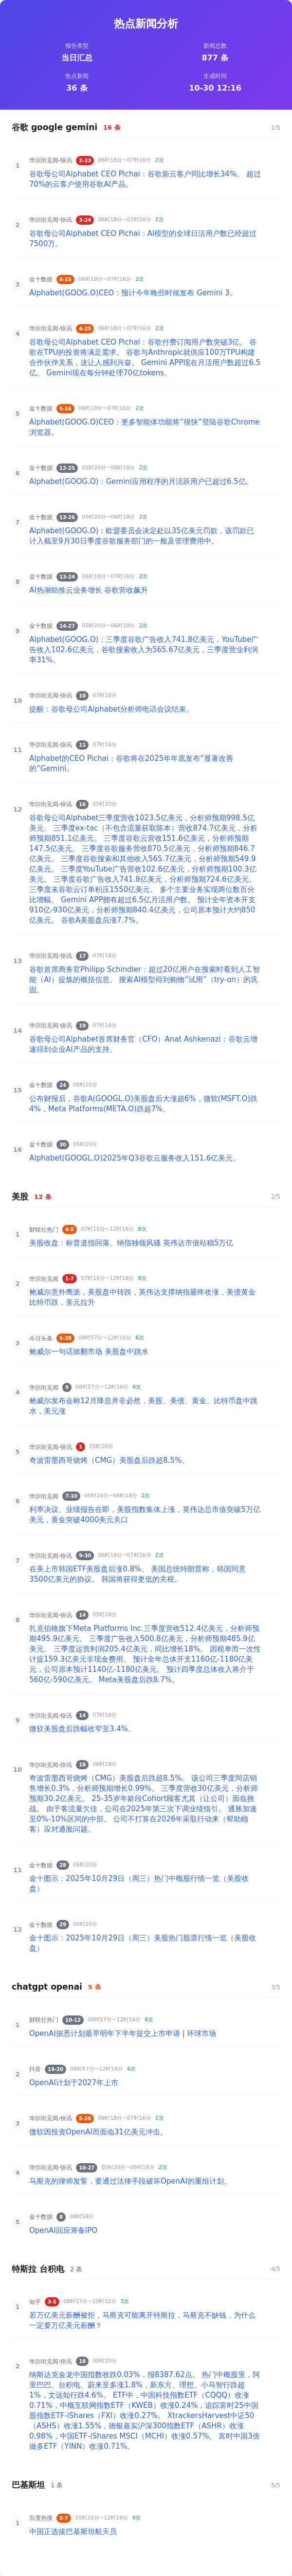 热点新闻分析
报告类型
新闻总数
当日汇总
877 条
热点新闻
生成时间
36 条
10-30 12:16
谷歌 google gemini 16 条 1/5
1
华尔街见闻-快讯 2-23 06时18分~07时16分 2次
谷歌母公司Alphabet CEO Pichai：谷歌新云客户同比增长34%。 超过
70%的云客户使用谷歌AI产品。
2
华尔街见闻-快讯 3-24 06时18分~07时16分 2次
谷歌母公司Alphabet CEO Pichai：AI模型的全球日活用户数已经超过
7500万。
3
金十数据 4-15 06时18分~07时16分 2次
Alphabet(GOOG.O)CEO：预计今年晚些时候发布 Gemini 3。
4
华尔街见闻-快讯 4-25 06时18分~07时16分 2次
谷歌母公司Alphabet CEO Pichai：谷歌付费订阅用户数突破3亿。 谷
歌在TPU的投资将满足需求。 谷歌与Anthropic就供应100万TPU构建
合作伙伴关系，这让人感到兴奋。 Gemini APP现在月活跃用户数超过6.5
亿。 Gemini现在每分钟处理70亿tokens。
5
金十数据 5-16 06时18分~07时16分 2次
Alphabet(GOOG.O)CEO：更多智能体功能将“很快”登陆谷歌Chrome
浏览器。
6
金十数据 12-25 05时20分~06时18分 2次
Alphabet(GOOG.O)：Gemini应用程序的月活跃用户已超过6.5亿。
7
金十数据 13-26 05时20分~06时18分 2次
Alphabet(GOOG.O)：欧盟委员会决定处以35亿美元罚款，该罚款已
计入截至9月30日季度谷歌服务部门的一般及管理费用中。
8
金十数据 13-24 06时18分~07时16分 2次
AI热潮助推云业务增长 谷歌营收飙升
9
金十数据 14-27 05时20分~06时18分 2次
Alphabet(GOOG.O)：三季度谷歌广告收入741.8亿美元，YouTube广
告收入102.6亿美元，谷歌搜索收入为565.67亿美元，三季度营业利润
率31%。
10
华尔街见闻-快讯 10 07时16分
提醒：谷歌母公司Alphabet分析师电话会议结束。
11
华尔街见闻-快讯 11 07时16分
Alphabet的CEO Pichai：谷歌将在2025年年底发布“显著改善
的”Gemini。
12
华尔街见闻-快讯 16 05时20分
谷歌母公司Alphabet三季度营收1023.5亿美元，分析师预期998.5亿
美元。 三季度ex-tac（不包含流量获取陈本）营收874.7亿美元，分析
师预期851.1亿美元。 三季度谷歌云营收151.6亿美元，分析师预期
147.5亿美元。 三季度谷歌服务营收870.5亿美元，分析师预期846.7
亿美元。 三季度谷歌搜索和其他收入565.7亿美元，分析师预期549.9
亿美元。 三季度YouTube广告营收102.6亿美元，分析师预期100.3亿
美元。 三季度谷歌广告收入741.8亿美元，分析师预期724.6亿美元。
三季度末谷歌云订单积压1550亿美元。 多个主要业务实现两位数百分
比增幅。 Gemini APP拥有超过6.5亿月活用户数。 预计全年资本开支
910亿-930亿美元，分析师预期840.4亿美元，公司原本预计大约850
亿美元。 谷歌A美股盘后涨7.7%。
13
华尔街见闻-快讯 17 07时16分
谷歌首席商务官Philipp Schindler：超过20亿用户在搜索时看到人工智
能（AI）提炼的概括信息。 搜索AI模型得到购物“试用”（try-on）的巩
固。
14
华尔街见闻-快讯 19 07时16分
谷歌母公司Alphabet首席财务官（CFO）Anat Ashkenazi：谷歌云增
速得到企业AI产品的支持。
15
金十数据 24 05时20分
公布财报后，谷歌A(GOOGL.O)美股盘后大涨超6%，微软(MSFT.O)跌
4%，Meta Platforms(META.O)跌超7%。
16
金十数据 30 05时20分
Alphabet(GOOGL.O)2025年Q3谷歌云服务收入151.6亿美元。
美股 12 条 2/5
1
财联社热门 4-5 07时15分~12时16分 8次
美股收盘：标普道指回落、纳指独领风骚 英伟达市值站稳5万亿
2
华尔街见闻 1-7 07时15分~12时16分 8次
鲍威尔意外鹰派，美股盘中转跌，英伟达支撑纳指最终收涨，美债黄金
比特币跌，美元拉升
3
今日头条 5-28 08时57分~12时16分 6次
鲍威尔一句话掀翻市场 美股盘中跳水
4
华尔街见闻 9 08时57分~12时16分 6次
鲍威尔发布会称12月降息并非必然，美股、美债、黄金、比特币盘中跳
水，美元涨
5
华尔街见闻-快讯 1 05时20分
奇波雷墨西哥烧烤（CMG）美股盘后跌超8.5%。
6
华尔街见闻 7-10 05时20分~06时18分 2次
利率决议、业绩报告在即，美股指数集体上涨，英伟达总市值突破5万亿
美元，黄金突破4000美元关口
7
华尔街见闻-快讯 9-30 06时18分~07时16分 2次
在美上市韩国ETF美股盘后涨0.8%。 美国总统特朗普称，韩国同意
3500亿美元的协议。 韩国将获得更低的关税。
8
华尔街见闻-快讯 14 05时20分
扎克伯格旗下Meta Platforms Inc.三季度营收512.4亿美元，分析师预
期495.9亿美元。 三季度广告收入500.8亿美元，分析师预期485.9亿
美元。 三季度运营利润205.4亿美元，同比增长18%。 因税单而一次性
计提159.3亿美元非现金费用。 预计全年总体开支1160亿-1180亿美
元，公司原本预计1140亿-1180亿美元。 预计四季度总体收入将介于
560亿-590亿美元。 Meta美股盘后跌8.7%。
9
华尔街见闻-快讯 14 07时16分
微软美股盘后跌幅收窄至3.4%。
10
华尔街见闻-快讯 18 06时18分
奇波雷墨西哥烧烤（CMG）美股盘后跌超8.5%。 该公司三季度同店销
售增长0.3%，分析师预期增长0.99%。 三季度营收30亿美元，分析师
预期30.2亿美元。 25-35岁年龄段Cohort顾客尤其（让公司）面临挑
战。 由于客流量欠佳，公司在2025年第三次下调业绩指引。 通胀加速
至0%-10%区间的中部。 公司不打算在2026年采取行动来（帮助顾
客）应对通胀问题。
11
金十数据 28 05时20分
金十图示：2025年10月29日（周三）热门中概股行情一览（美股收
盘）
12
金十数据 29 05时20分
金十图示：2025年10月29日（周三）美股热门股票行情一览（美股收
盘）
chatgpt openai 5 条 3/5
1
财联社热门 10-12 08时57分~12时16分 6次
OpenAI据悉计划最早明年下半年提交上市申请 | 环球市场
2
抖音 19-20 08时57分~12时16分 6次
OpenAI计划于2027年上市
3
华尔街见闻-快讯 5-26 06时18分~07时16分 2次
微软因投资OpenAI而面临31亿美元冲击。
4
华尔街见闻-快讯 10-27 05时20分~06时18分 2次
马斯克的律师发誓，要通过法律手段破坏OpenAI的重组计划。
5
金十数据 8 08时58分
OpenAI回应筹备IPO
特斯拉 台积电 2 条 4/5
1
知乎 3-5 08时57分~10时32分 3次
若万亿美元薪酬被拒，马斯克可能离开特斯拉，马斯克不缺钱，为什么
一定要万亿美元薪酬？
2
华尔街见闻-快讯 18 05时20分
纳斯达克金龙中国指数收跌0.03%，报8387.62点。 热门中概股里，阿
里巴巴、台积电、蔚来至多涨1.8%，新东方、理想、小马智行跌超
1%，文远知行跌4.6%。 ETF中，中国科技指数ETF（CQQQ）收涨
0.71%，中概互联网指数ETF（KWEB）收涨0.24%，追踪富时25中国
股指数ETF-iShares（FXI）收涨0.27%。 XtrackersHarvest中证50
（ASHS）收涨1.55%，德银嘉实沪深300指数ETF（ASHR）收涨
0.98%，中国ETF-iShares MSCI（MCHI）收涨0.57%。 富时中国3倍
做多ETF（YINN）收涨0.71%。
巴基斯坦 1 条 5/5
1
百度热搜 5-7 10时32分~12时16分 4次
中国正选拔巴基斯坦航天员